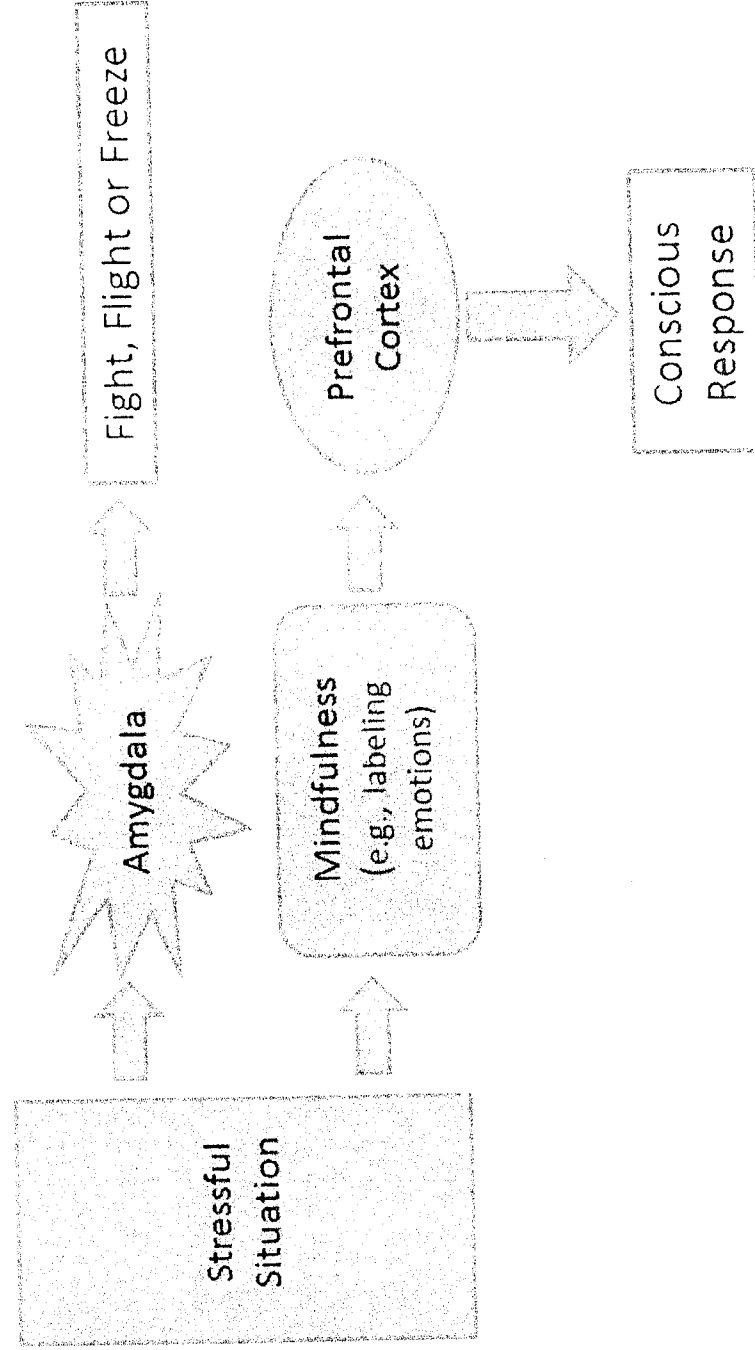 Stressful
Situation
Amygdala
Fight, Flight or Freeze
Mindfulness
(e.g., labeling
emotions)
Prefrontal
Cortex
Conscious
Response